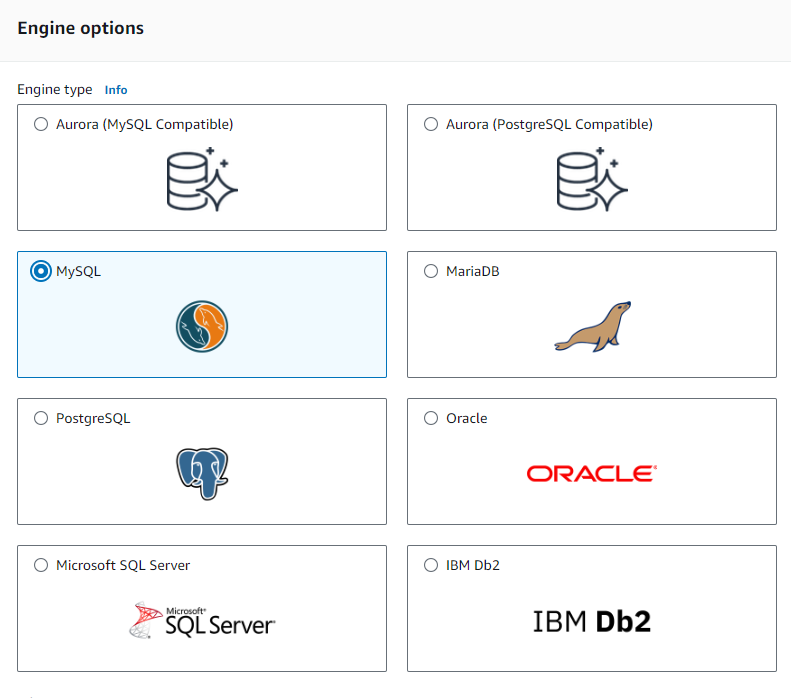 Engine options
Engine type Info
Aurora (MySQL Compatible)
Aurora (PostgreSQL Compatible)
MySQL
MariaDB
PostgreSQL
Oracle
ORACLE
Microsoft SQL Server
IBM Db2
Microsoft
SQL Server
IBM Db2